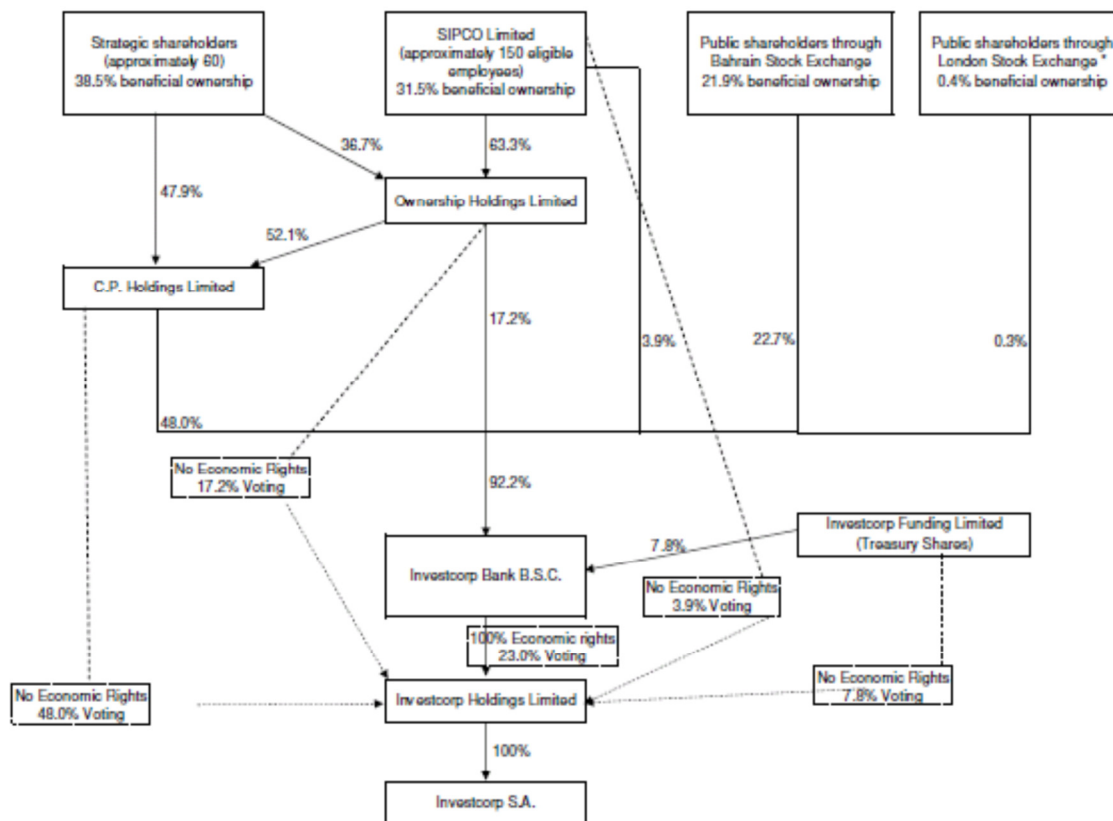 Strategic shareholders
(approximately 60)
38.5% beneficial ownership
SIPCO Limited
(approximately 150 eligible
employees)
31.5% beneficial ownership
Public shareholders through
Bahrain Stock Exchange
21.9% beneficial ownership
Public shareholders through
London Stock Exchange *
0.4% beneficial ownership
36.7%
63.3%
47.9%
Ownership Holdings Limited
52.1%
C.P. Holdings Limited
17.2%
3.9%
22.7%
0.3%
48.0%
No Economic Rights
17.2% Voting
92.2%
Investcorp Funding Limited
(Treasury Shares)
7.8%
Investcorp Bank B.S.C.
No Economic Rights
3.9% Voting
100% Economic rights
23.0% Voting
No Economic Rights
48.0% Voting
Investcorp Holdings Limited
No Economic Rights
7.8% Voting
100%
Investcorp S.A.